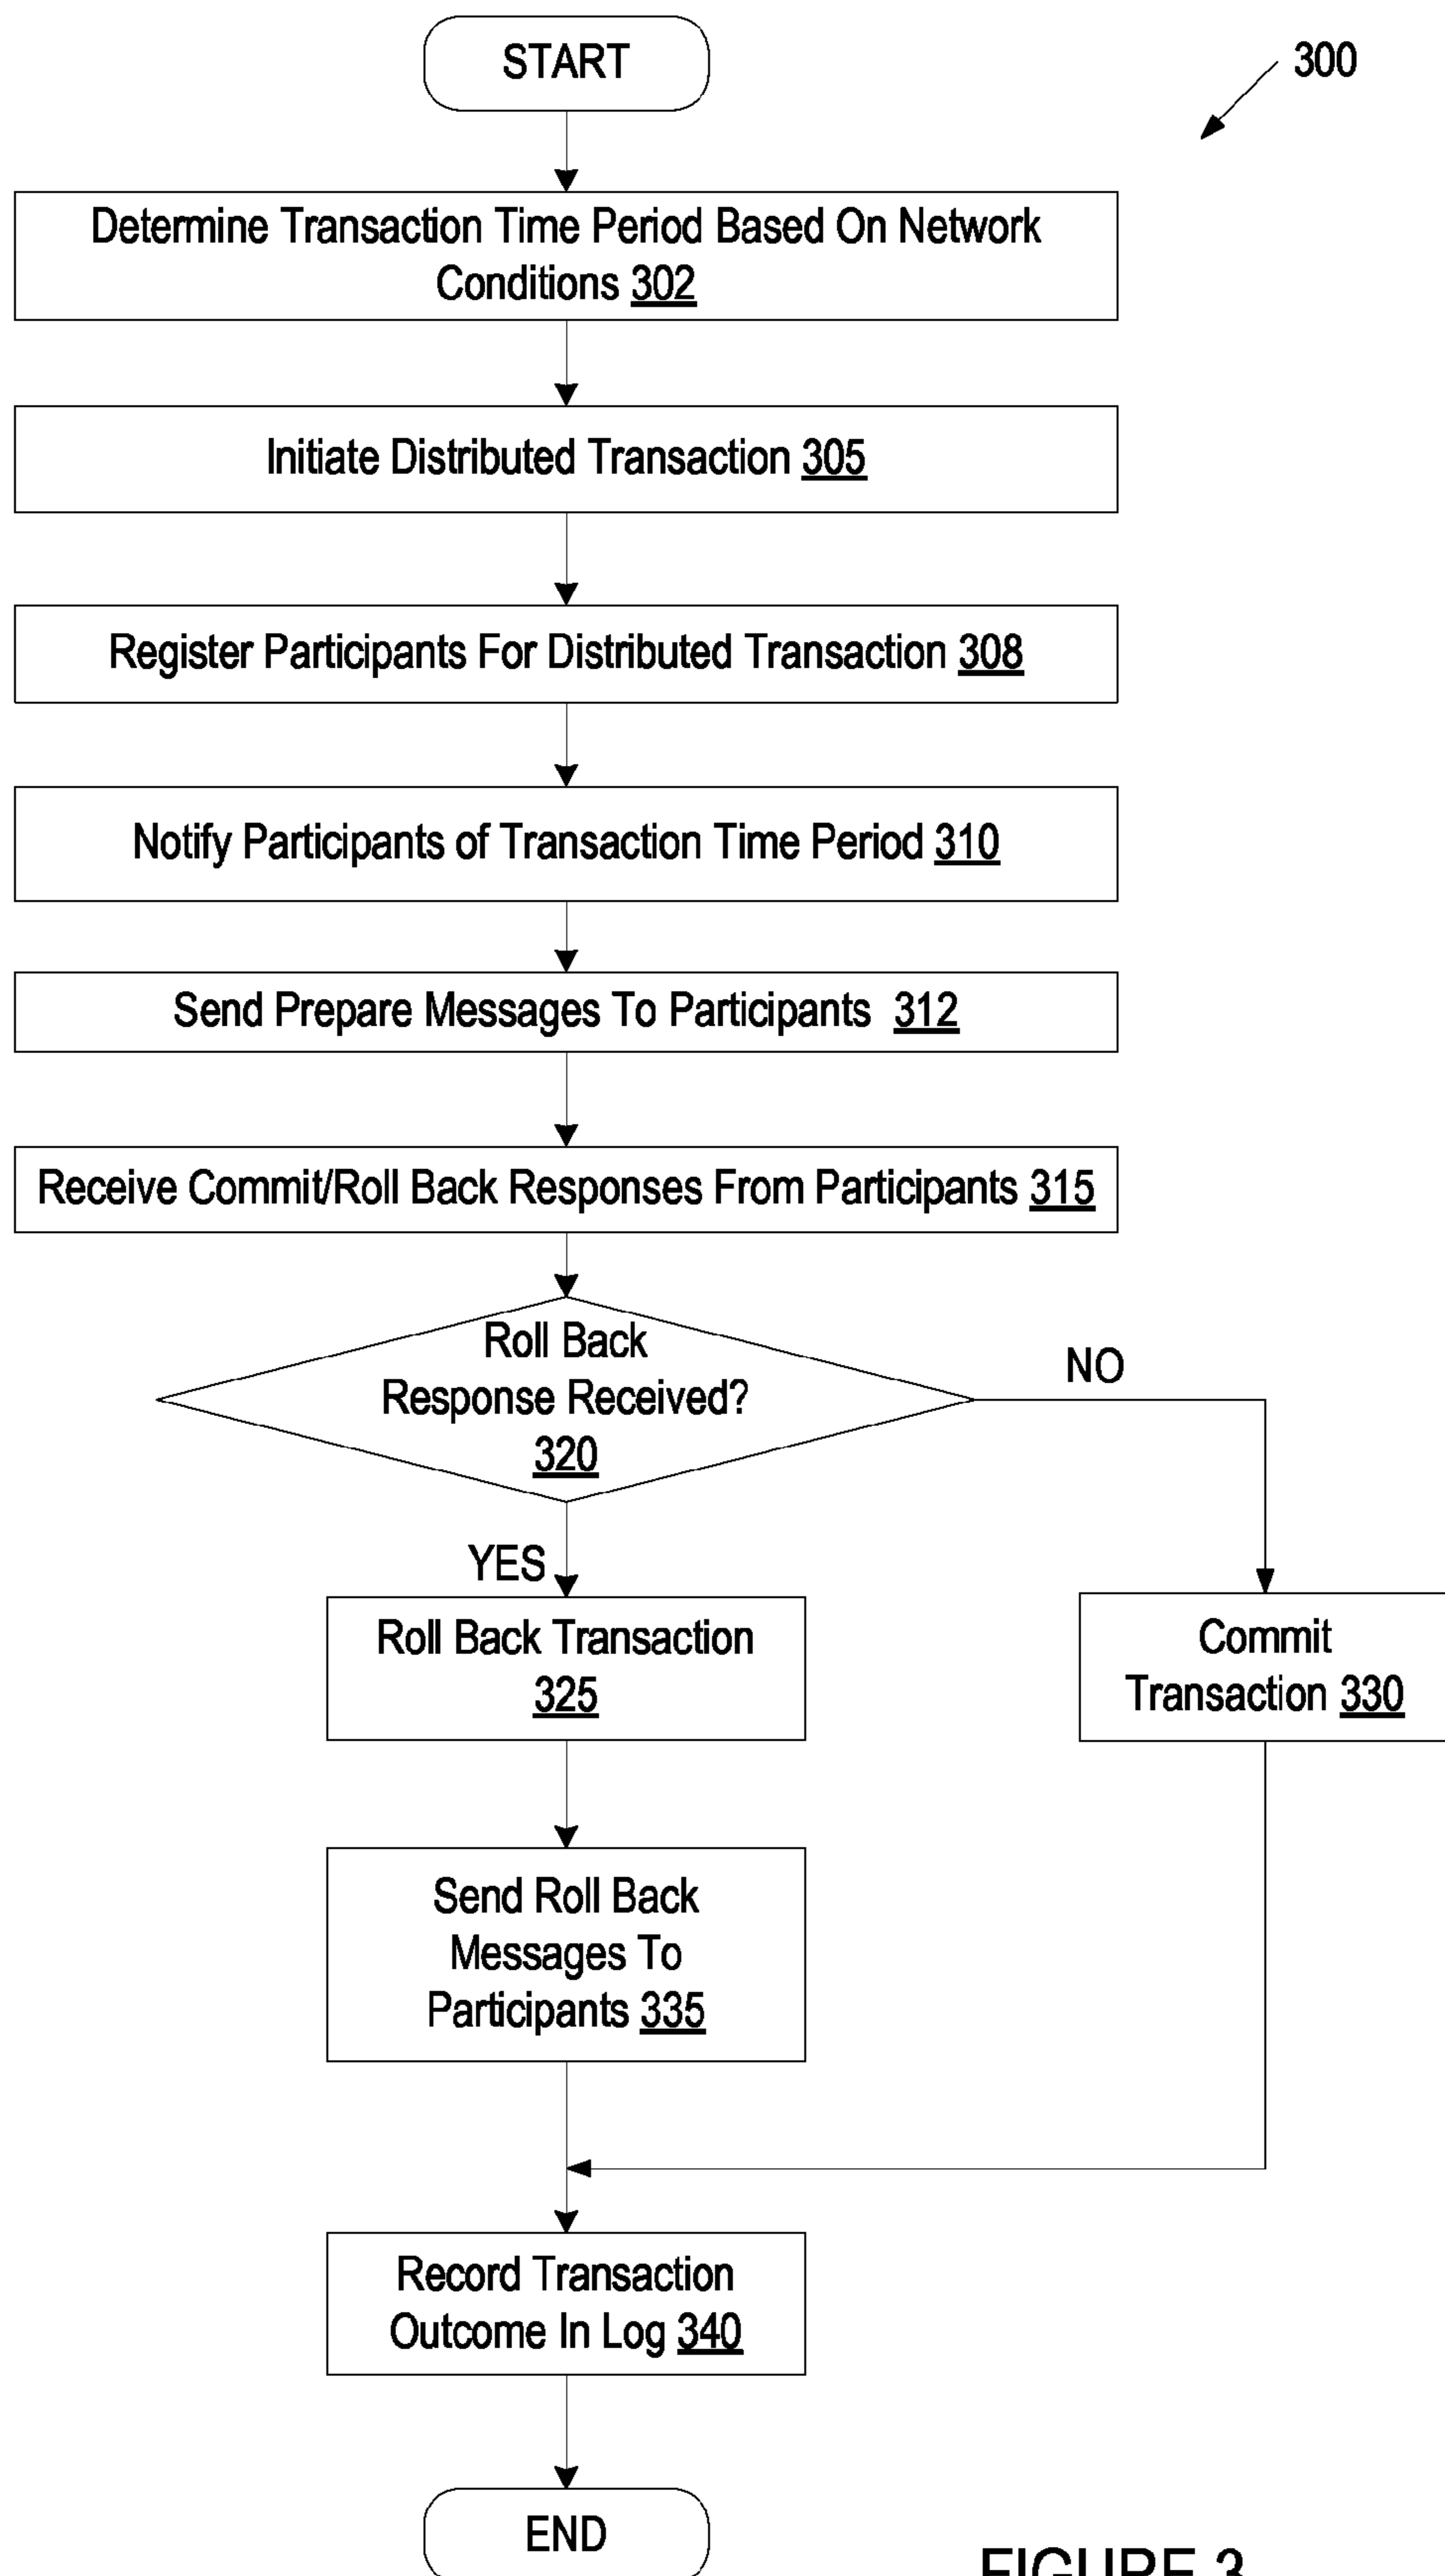 START
300
Determine Transaction Time Period Based On Network
Conditions 302
Initiate Distributed Transaction 305
Register Participants For Distributed Transaction 308
Notify Participants of Transaction Time Period 310
Send Prepare Messages To Participants 312
Receive Commit/Roll Back Responses From Participants 315
Roll Back
Response Received?
320
NO
YES
Roll Back Transaction
325
Commit
Transaction 330
Send Roll Back
Messages To
Participants 335
Record Transaction
Outcome In Log 340
END
FIGURE 3